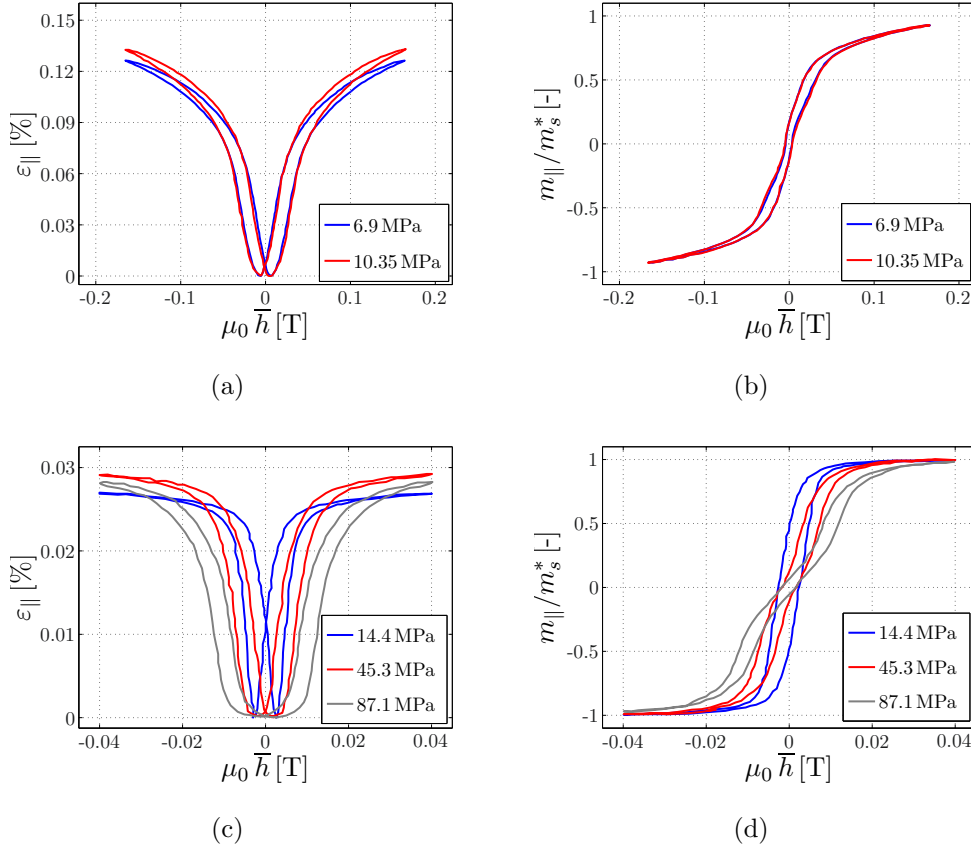 0.15
0.12
0.09
0.06
0.03
0
ε∥ [%]
-0.2 -0.1 0 0.1 0.2
μ₀ h̅ [T]
6.9 MPa
10.35 MPa
(a)
1
0.5
0
-0.5
-1
m∥/m*ₛ [-]
-0.2 -0.1 0 0.1 0.2
μ₀ h̅ [T]
6.9 MPa
10.35 MPa
(b)
0.03
0.02
0.01
0
ε∥ [%]
-0.04 -0.02 0 0.02 0.04
μ₀ h̅ [T]
14.4 MPa
45.3 MPa
87.1 MPa
(c)
1
0.5
0
-0.5
-1
m∥/m*ₛ [-]
-0.04 -0.02 0 0.02 0.04
μ₀ h̅ [T]
14.4 MPa
45.3 MPa
87.1 MPa
(d)